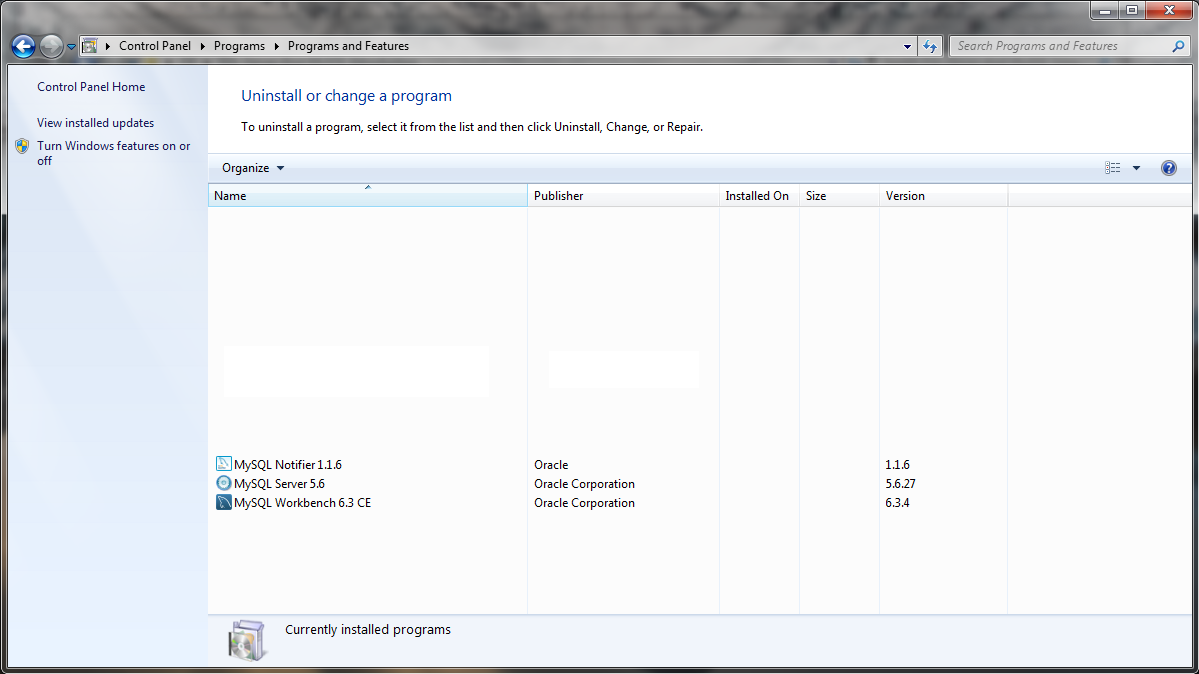 Control Panel Programs Programs and Features Search Programs and Features
Control Panel Home
View installed updates
Turn Windows features on or
off
Uninstall or change a program
To uninstall a program, select it from the list and then click Uninstall, Change, or Repair.
Organize
Name Publisher Installed On Size Version
MySQL Notifier 1.1.6 Oracle 1.1.6
MySQL Server 5.6 Oracle Corporation 5.6.27
MySQL Workbench 6.3 CE Oracle Corporation 6.3.4
Currently installed programs